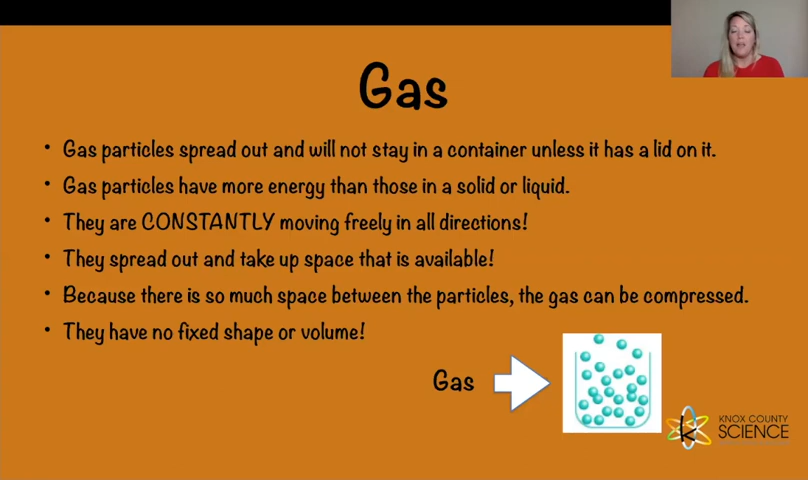 Gas
• Gas particles spread out and will not stay in a container unless it has a lid on it.
• Gas particles have more energy than those in a solid or liquid.
• They are CONSTANTLY moving freely in all directions!
• They spread out and take up space that is available!
• Because there is so much space between the particles, the gas can be compressed.
• They have no fixed shape or volume!
Gas
k
KNOX COUNTY
SCIENCE